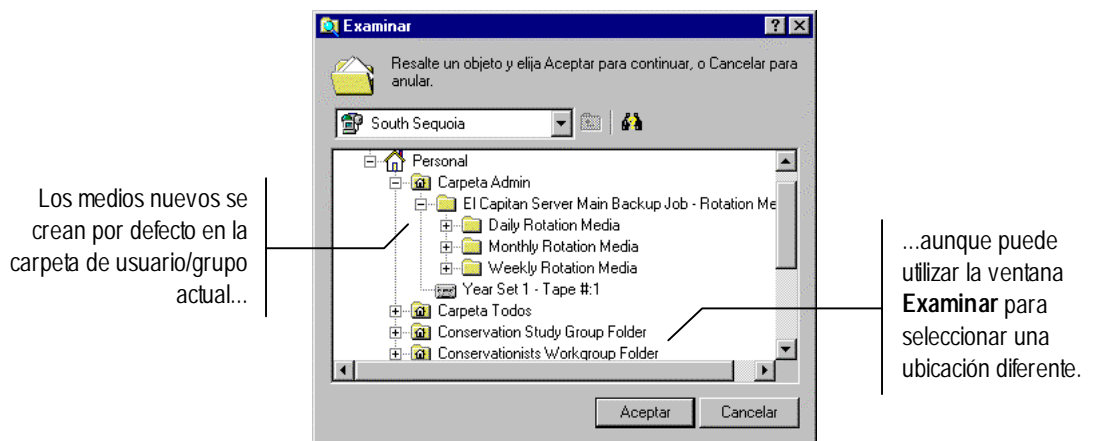 Examinar
Resalte un objeto y elija Aceptar para continuar, o Cancelar para
anular.
South Sequoia
Personal
Carpeta Admin
El Capitan Server Main Backup Job - Rotation Me
Daily Rotation Media
Monthly Rotation Media
Weekly Rotation Media
Year Set 1 - Tape #:1
Carpeta Todos
Conservation Study Group Folder
Conservationists Workgroup Folder
Aceptar
Cancelar
Los medios nuevos se
crean por defecto en la
carpeta de usuario/grupo
actual...
...aunque puede
utilizar la ventana
Examinar para
seleccionar una
ubicación diferente.